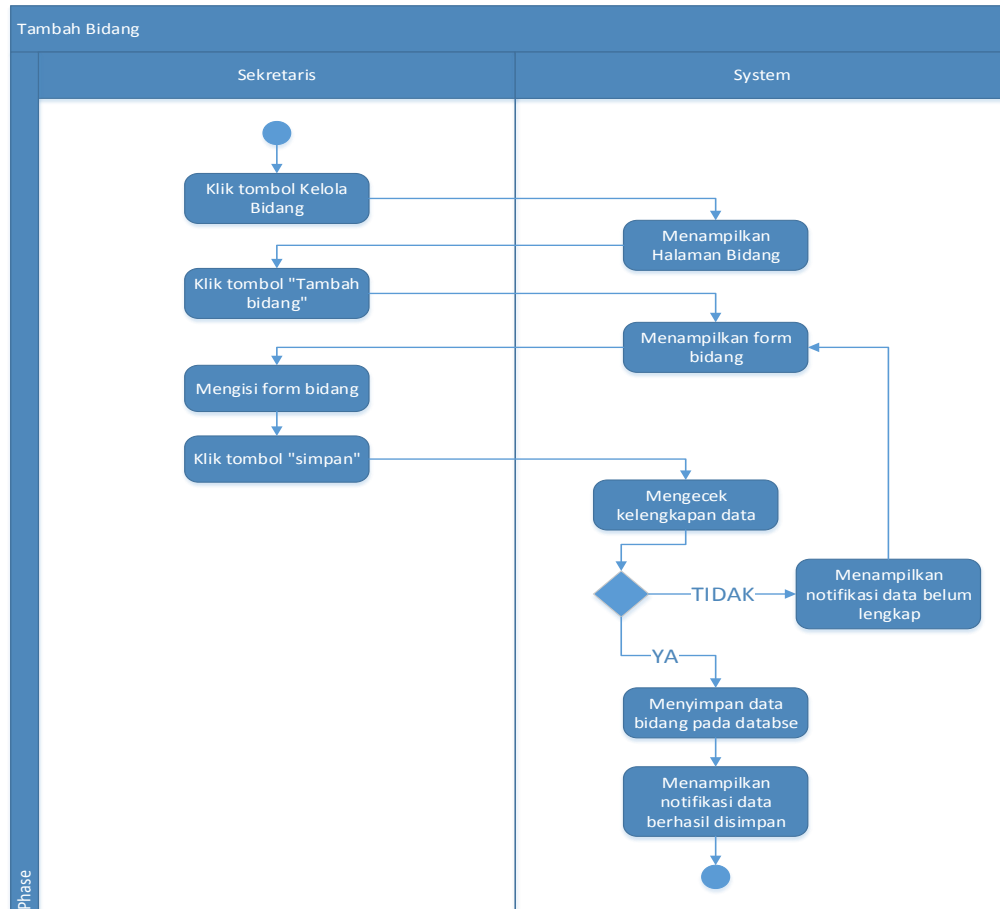 Tambah Bidang
Sekretaris
System
Klik tombol Kelola
Bidang
Menampilkan
Halaman Bidang
Klik tombol "Tambah
bidang"
Menampilkan form
bidang
Mengisi form bidang
Klik tombol "simpan"
Mengecek
kelengkapan data
TIDAK
Menampilkan
notifikasi data belum
lengkap
YA
Menyimpan data
bidang pada databse
Menampilkan
notifikasi data
berhasil disimpan
Phase